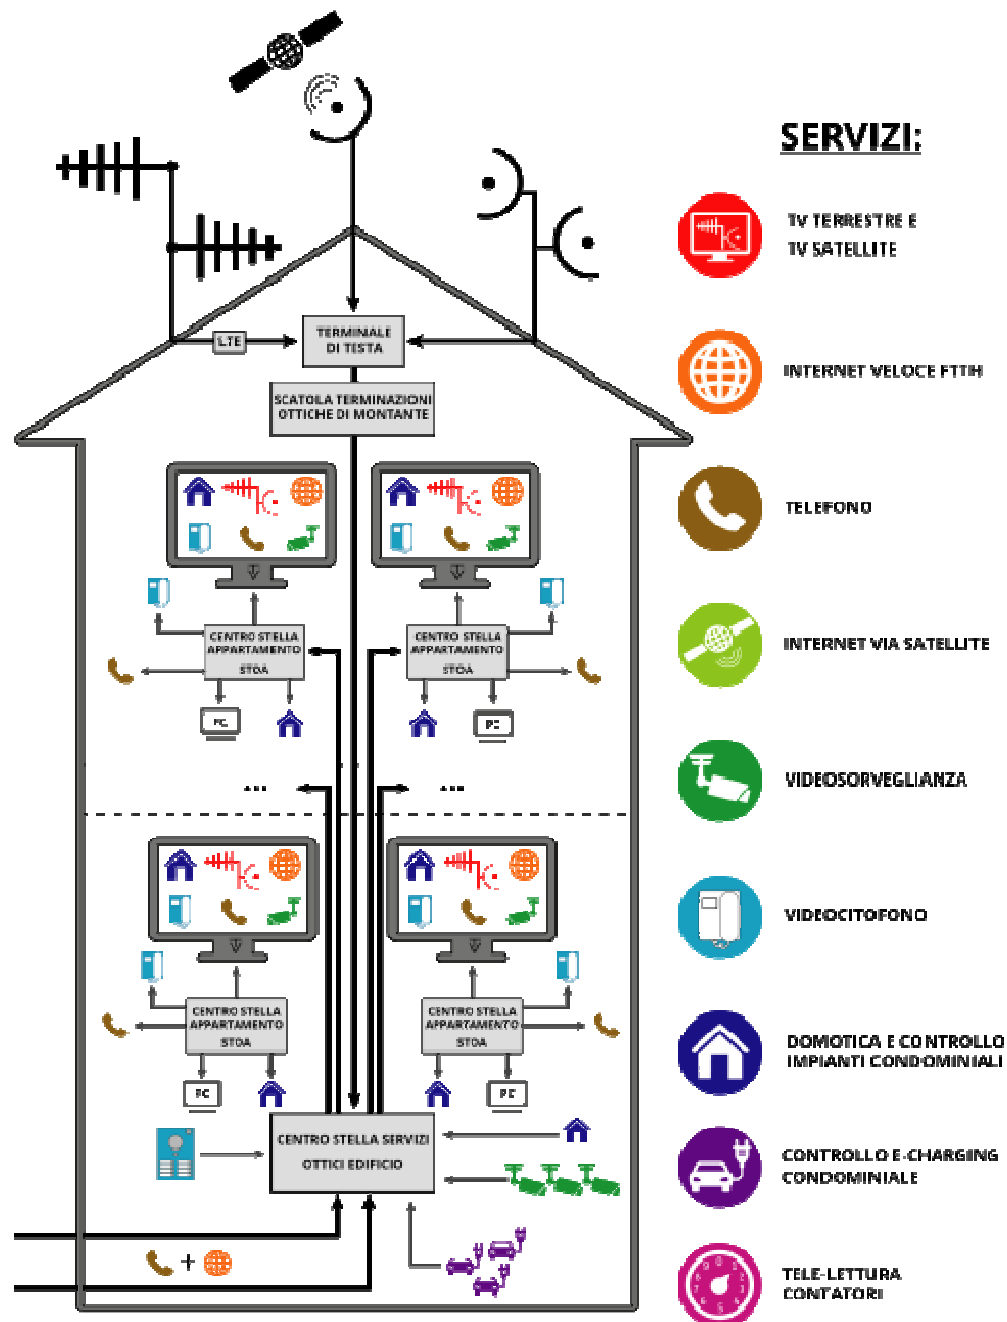 SERVIZI:
TV TERRESTRE E
TV SATELLITE
INTERNET VELOCE FTTH
TELEFONO
INTERNET VIA SATELLITE
VIDEOSORVEGLIANZA
VIDEOCITOFONO
DOMOTICA E CONTROLLO
IMPIANTI CONDOMINIALI
CONTROLLO E-CHARGING
CONDOMINIALE
TELE-LETTURA
CONTATORI
LTE
TERMINALE
DI TESTA
SCATOLA TERMINAZIONI
OTTICHE DI MONTANTE
CENTRO STELLA
APPARTAMENTO
STOA
PC
CENTRO STELLA
APPARTAMENTO
STOA
PC
...
...
CENTRO STELLA
APPARTAMENTO
STOA
PC
CENTRO STELLA
APPARTAMENTO
STOA
PC
CENTRO STELLA SERVIZI
OTTICI EDIFICIO
+